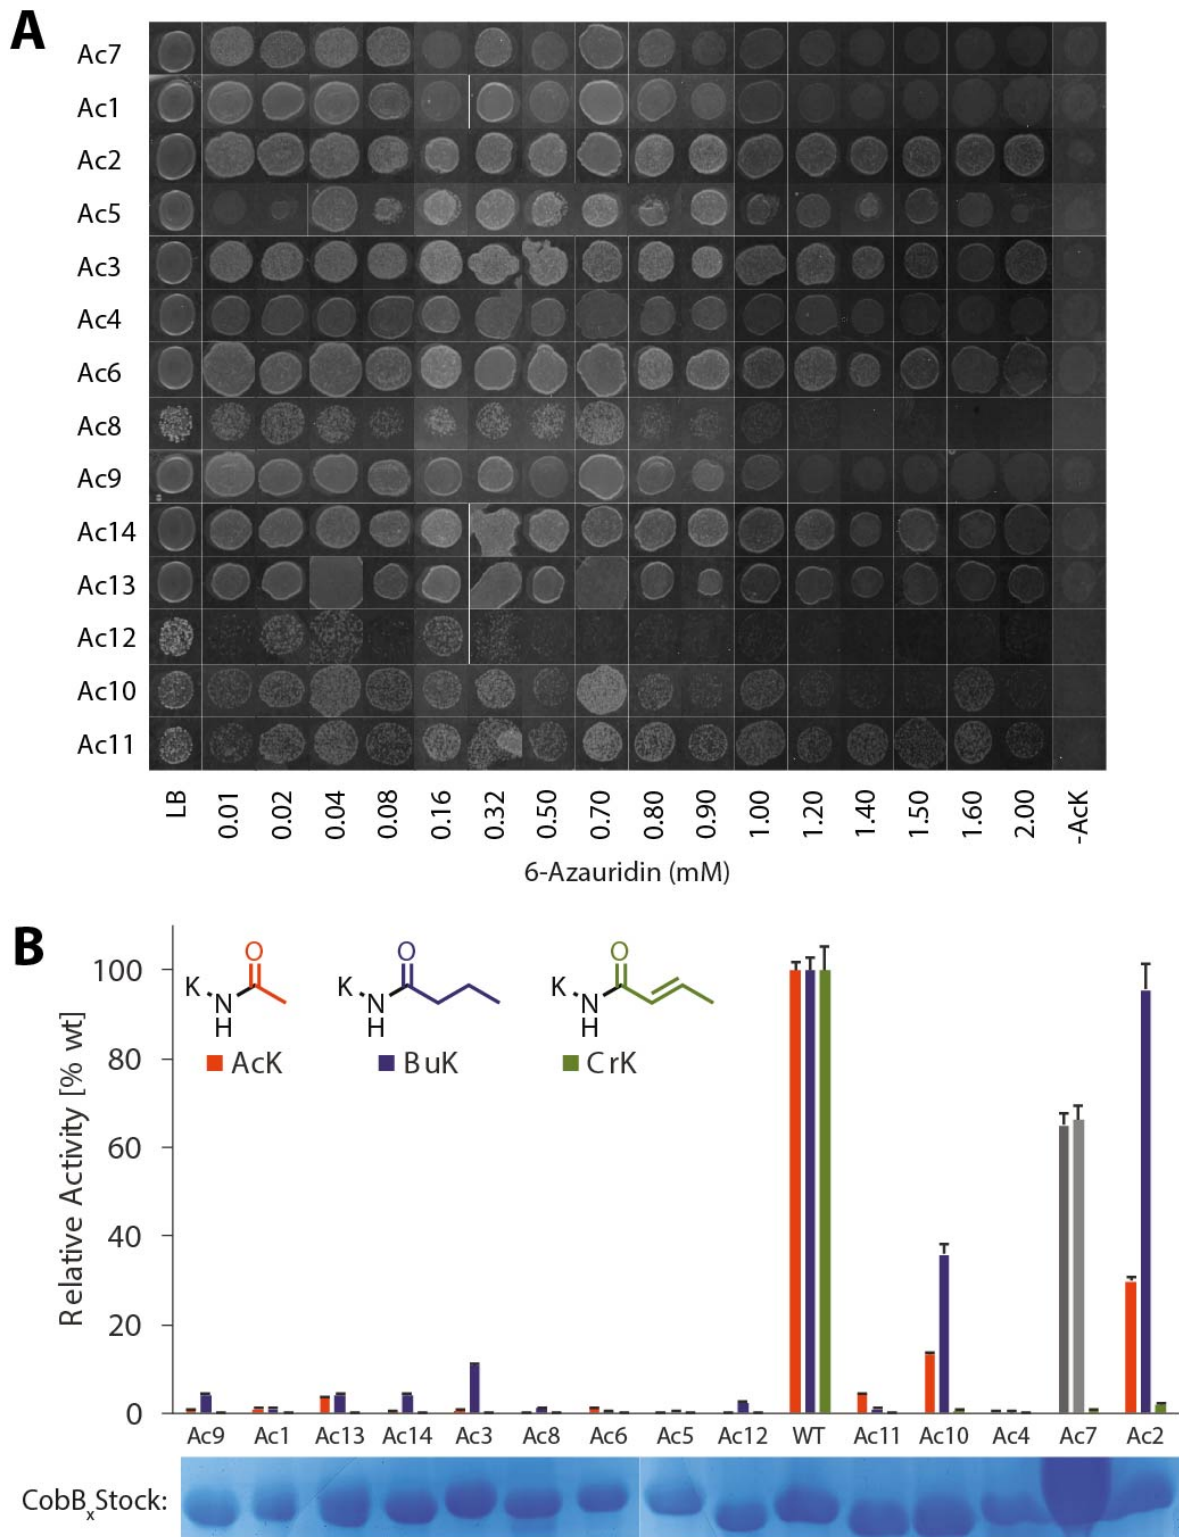 A
Ac7
Ac1
Ac2
Ac5
Ac3
Ac4
Ac6
Ac8
Ac9
Ac14
Ac13
Ac12
Ac10
Ac11
LB 0.01 0.02 0.04 0.08 0.16 0.32 0.50 0.70 0.80 0.90 1.00 1.20 1.40 1.50 1.60 2.00 -AcK
6-Azauridin (mM)
B
Relative Activity [% wt]
100
80
60
40
20
0
O O O
K N K N K N
H H H
AcK BuK CrK
Ac9 Ac1 Ac13 Ac14 Ac3 Ac8 Ac6 Ac5 Ac12 WT Ac11 Ac10 Ac4 Ac7 Ac2
CobBxStock: